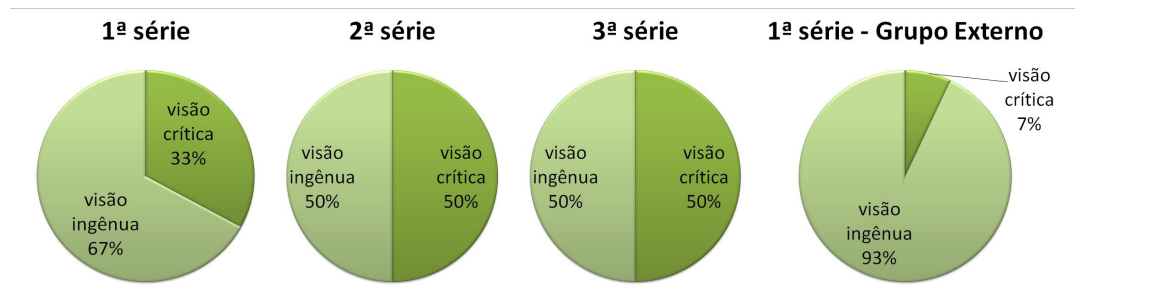 1ª série
visão
crítica
33%
visão
ingênua
67%
2ª série
visão
ingênua
50%
visão
crítica
50%
3ª série
visão
ingênua
50%
visão
crítica
50%
1ª série - Grupo Externo
visão
crítica
7%
visão
ingênua
93%